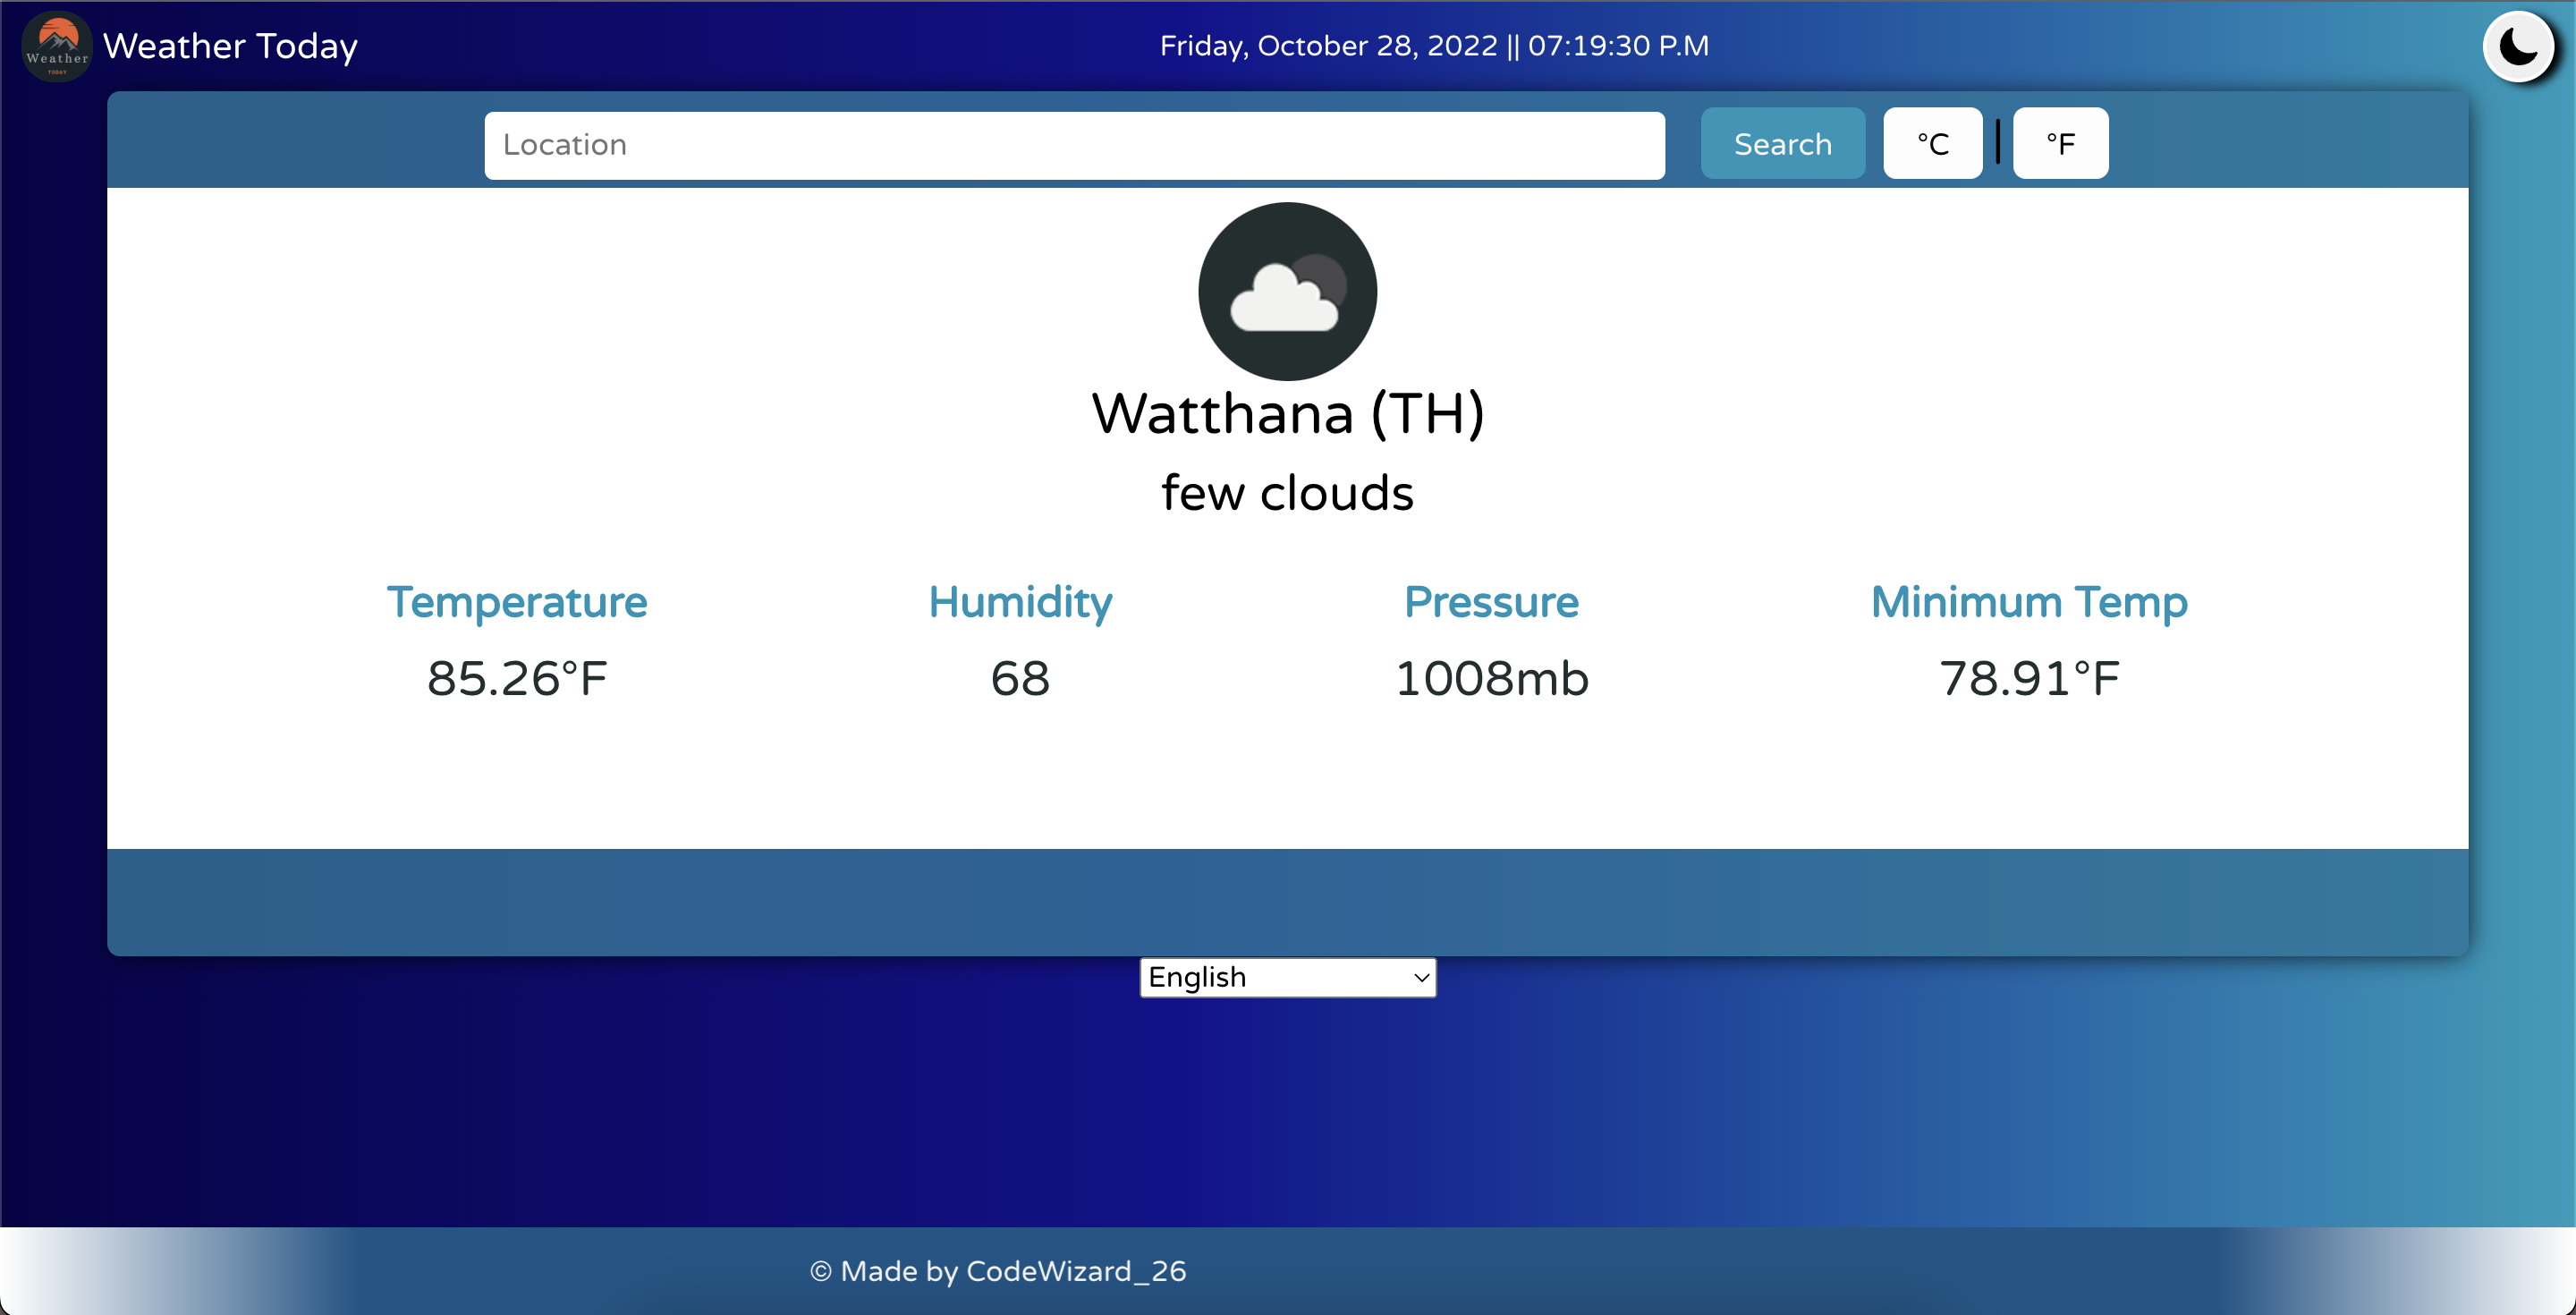 Weather
TODAY
Weather Today
Friday, October 28, 2022 || 07:19:30 P.M
Location
Search
°C
|
°F
Watthana (TH)
few clouds
Temperature
Humidity
Pressure
Minimum Temp
85.26°F
68
1008mb
78.91°F
English
© Made by CodeWizard_26